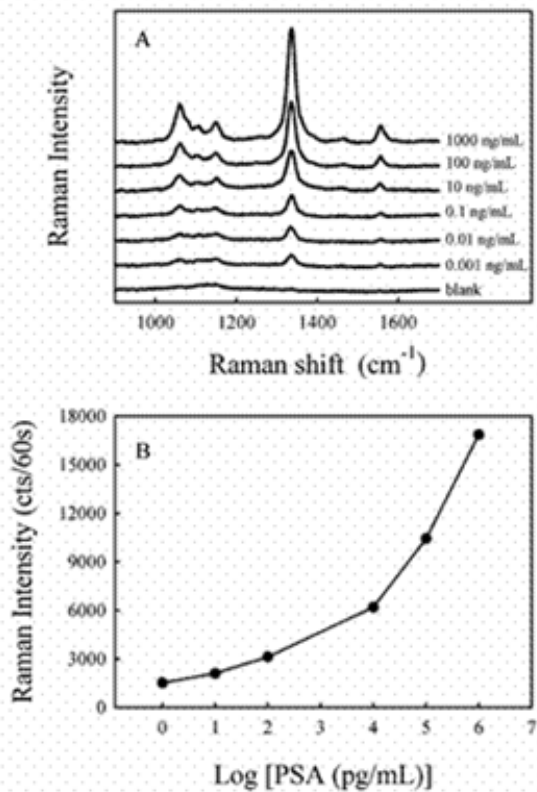 A
Raman Intensity
1000 ng/mL
100 ng/mL
10 ng/mL
0.1 ng/mL
0.01 ng/mL
0.001 ng/mL
blank
1000 1200 1400 1600
Raman shift (cm⁻¹)
B
Raman Intensity (cts/60s)
18000
15000
12000
9000
6000
3000
0
0 1 2 3 4 5 6 7
Log [PSA (pg/mL)]